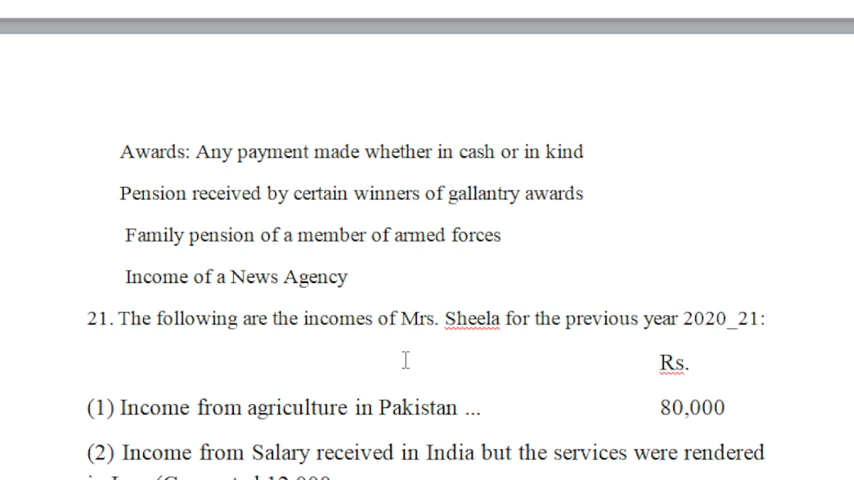 Awards: Any payment made whether in cash or in kind
Pension received by certain winners of gallantry awards
Family pension of a member of armed forces
Income of a News Agency
21. The following are the incomes of Mrs. Sheela for the previous year 2020_21:
Rs.
(1) Income from agriculture in Pakistan ... 80,000
(2) Income from Salary received in India but the services were rendered